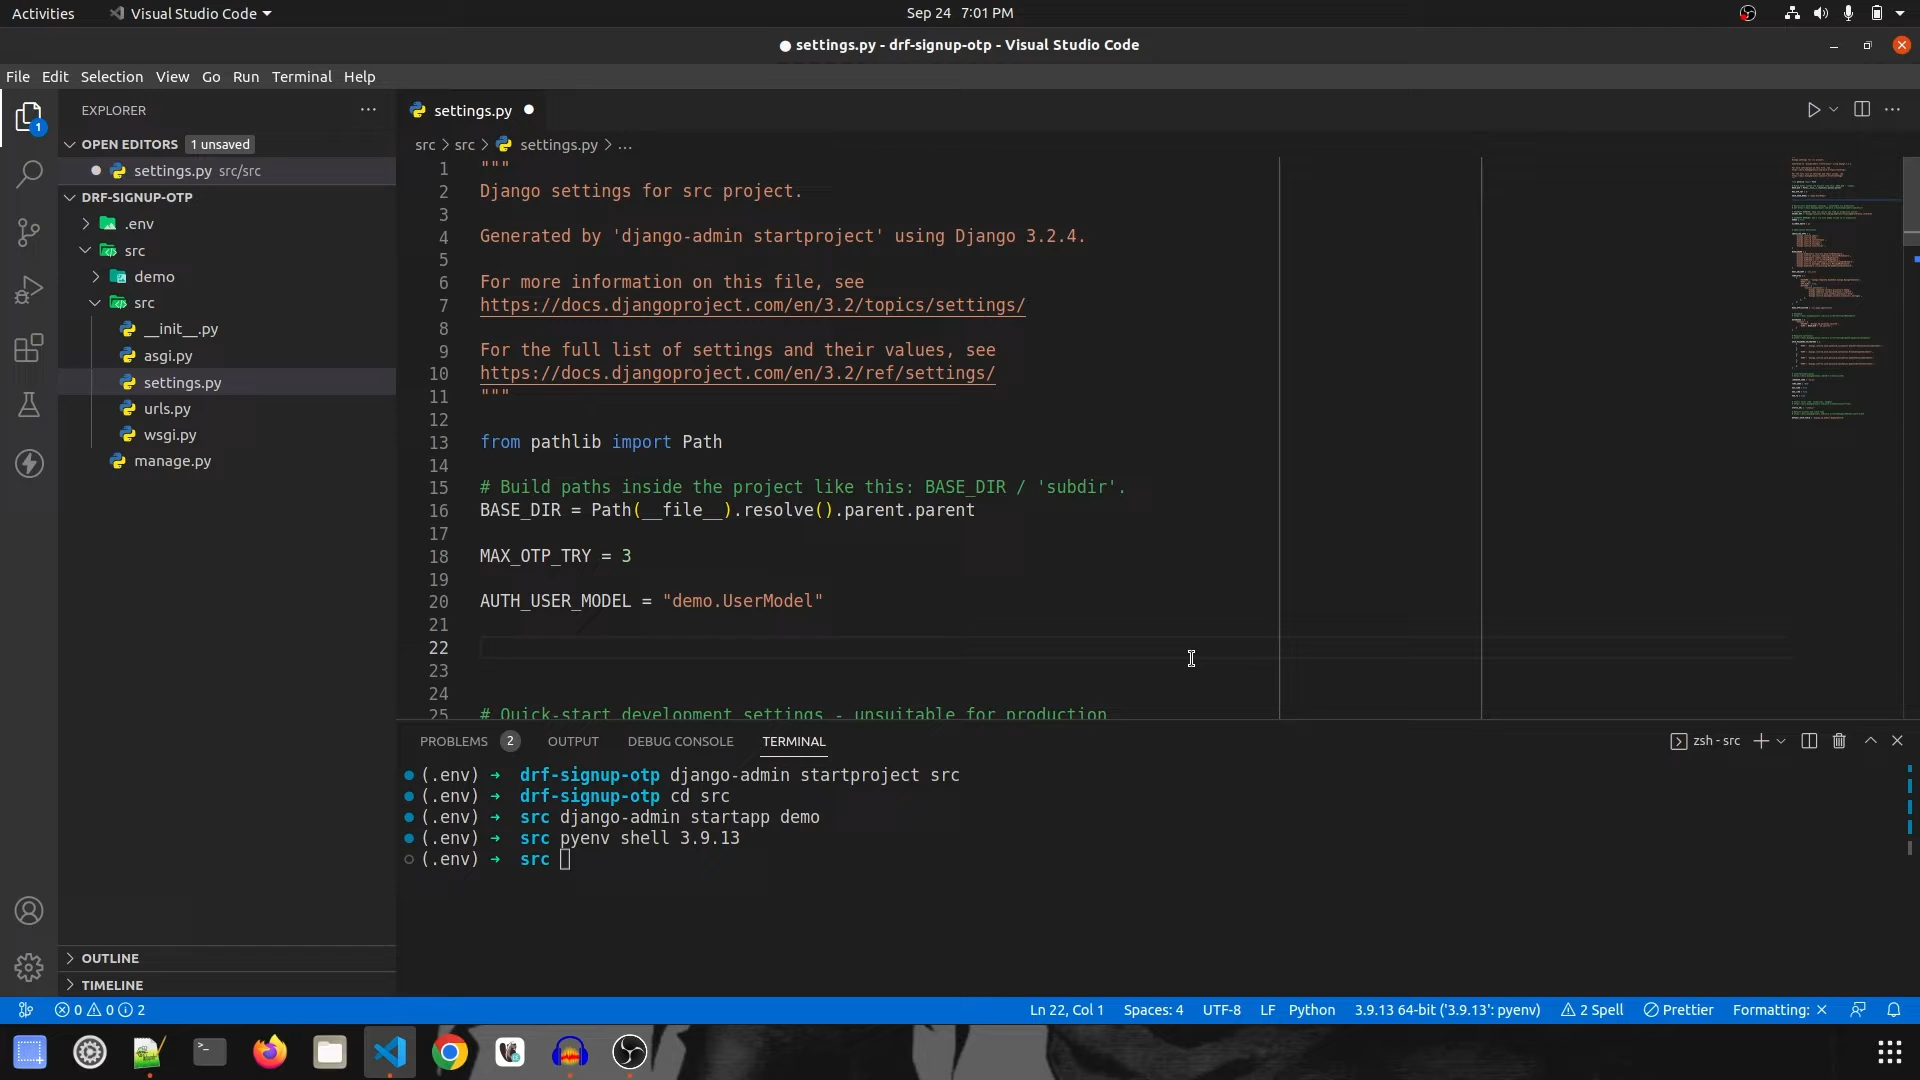 Activities
Visual Studio Code
Sep 24 7:01 PM
● settings.py - drf-signup-otp - Visual Studio Code
File Edit Selection View Go Run Terminal Help
EXPLORER
OPEN EDITORS 1 unsaved
settings.py src/src
DRF-SIGNUP-OTP
.env
src
demo
src
__init__.py
asgi.py
settings.py
urls.py
wsgi.py
manage.py
OUTLINE
TIMELINE
1
settings.py
src > src > settings.py > ...
1 """
2 Django settings for src project.
3
4 Generated by 'django-admin startproject' using Django 3.2.4.
5
6 For more information on this file, see
7 https://docs.djangoproject.com/en/3.2/topics/settings/
8
9 For the full list of settings and their values, see
10 https://docs.djangoproject.com/en/3.2/ref/settings/
11 """
12
13 from pathlib import Path
14
15 # Build paths inside the project like this: BASE_DIR / 'subdir'.
16 BASE_DIR = Path(__file__).resolve().parent.parent
17
18 MAX_OTP_TRY = 3
19
20 AUTH_USER_MODEL = "demo.UserModel"
21
22
23
24
25 # Quick-start development settings - unsuitable for production
PROBLEMS 2 OUTPUT DEBUG CONSOLE TERMINAL
zsh - src
(.env) → drf-signup-otp django-admin startproject src
(.env) → drf-signup-otp cd src
(.env) → src django-admin startapp demo
(.env) → src pyenv shell 3.9.13
(.env) → src
0 0 2
Ln 22, Col 1 Spaces: 4 UTF-8 LF Python 3.9.13 64-bit ('3.9.13': pyenv) 2 Spell Prettier Formatting: ×